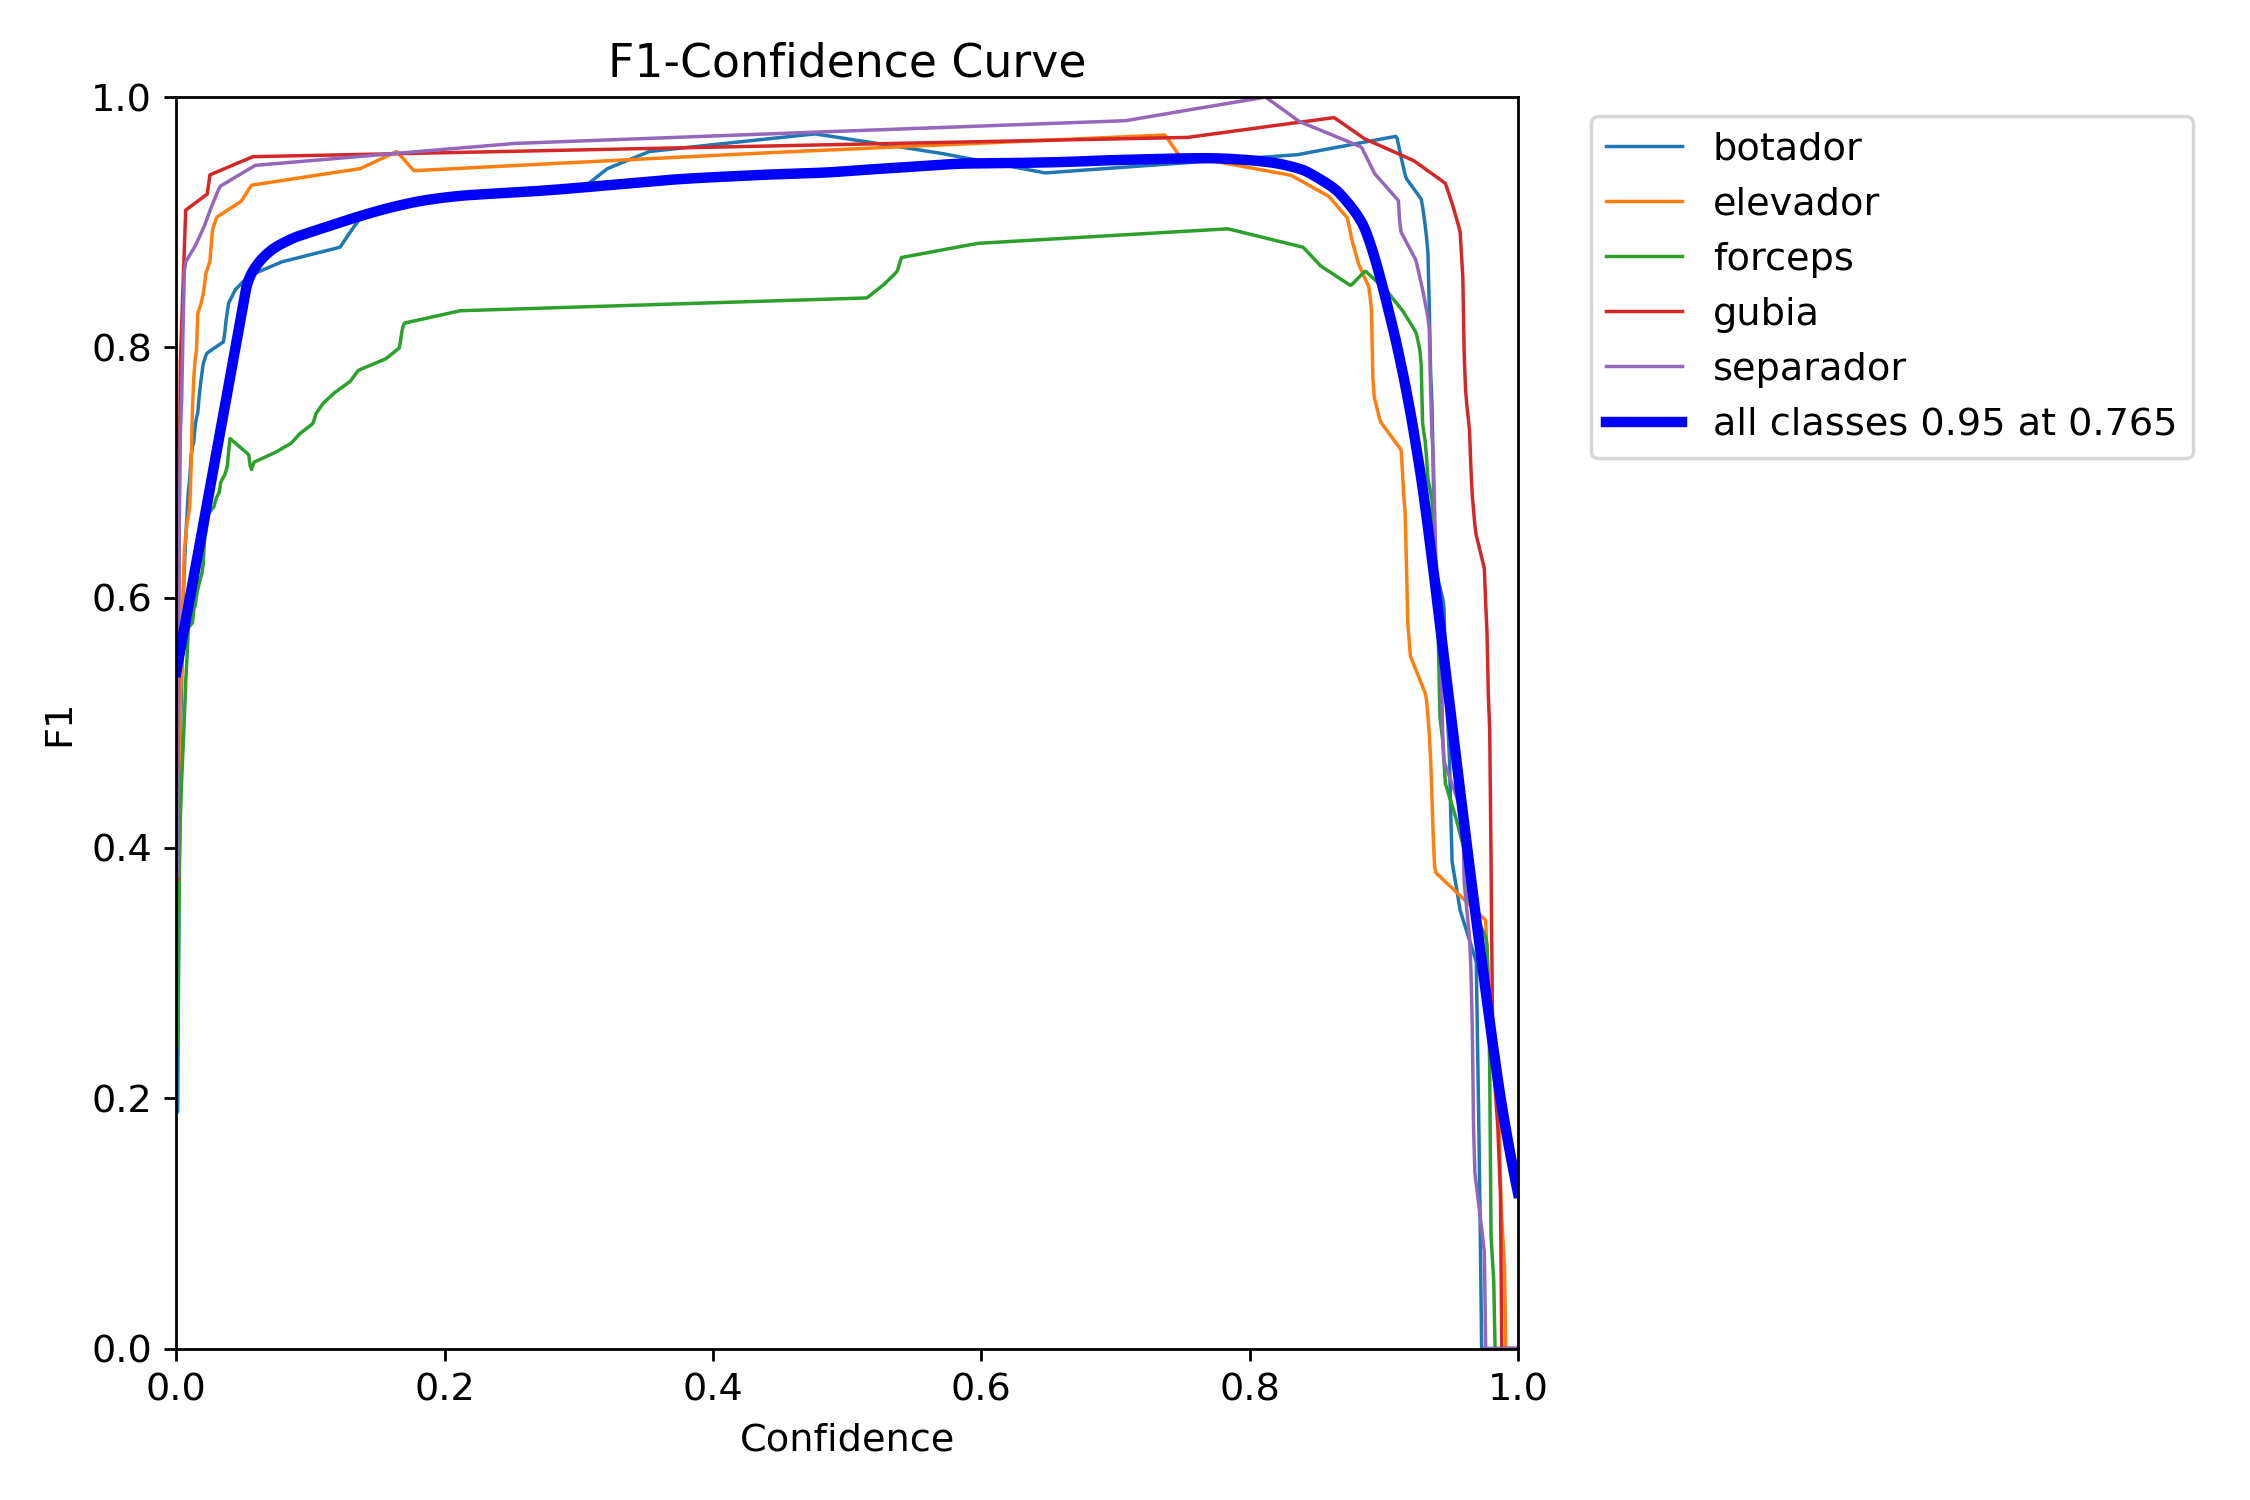 F1-Confidence Curve
1.0
0.8
0.6
0.4
0.2
0.0
F1
0.0 0.2 0.4 0.6 0.8 1.0
Confidence
botador
elevador
forceps
gubia
separador
all classes 0.95 at 0.765